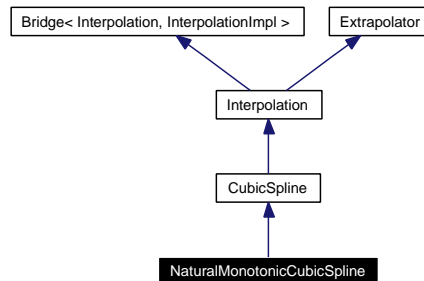 Bridge< Interpolation, InterpolationImpl >
Extrapolator
Interpolation
CubicSpline
NaturalMonotonicCubicSpline